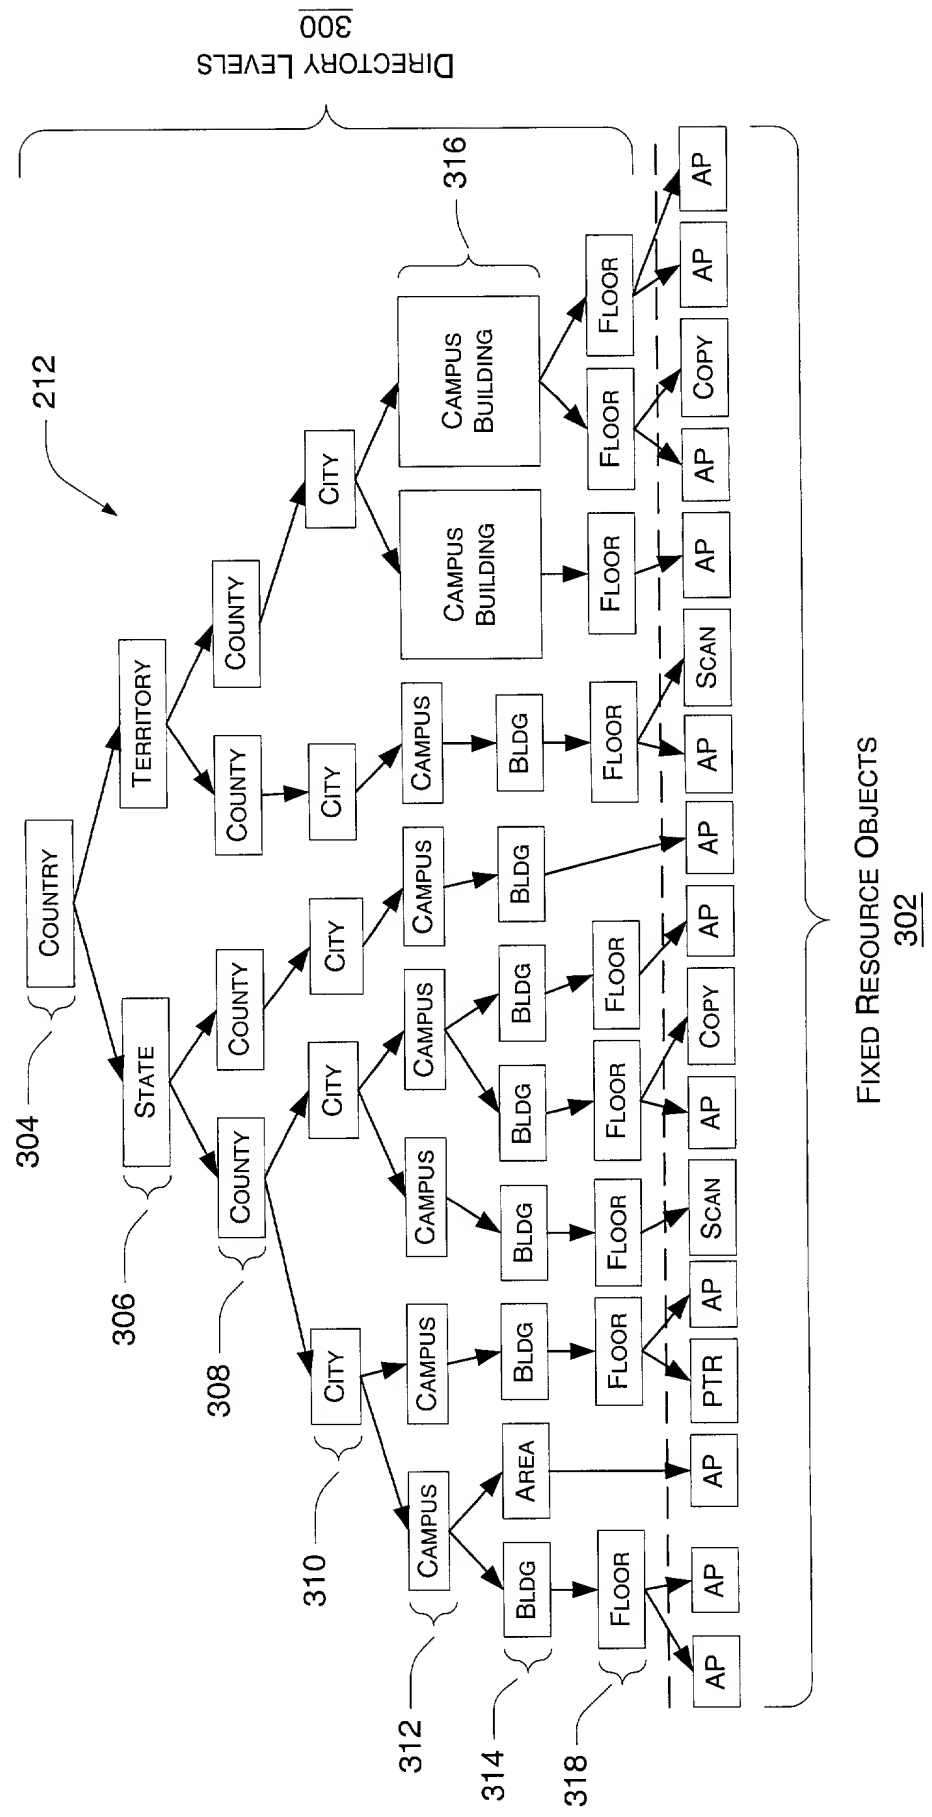 212
DIRECTORY LEVELS
300
304
COUNTRY
306
STATE
TERRITORY
308
COUNTY
COUNTY
COUNTY
COUNTY
310
CITY
CITY
CITY
CITY
CITY
312
CAMPUS
CAMPUS
CAMPUS
CAMPUS
CAMPUS
CAMPUS
CAMPUS
BUILDING
CAMPUS
BUILDING
316
314
BLDG
AREA
BLDG
BLDG
BLDG
BLDG
BLDG
BLDG
318
FLOOR
FLOOR
FLOOR
FLOOR
FLOOR
FLOOR
FLOOR
FLOOR
FLOOR
AP
AP
AP
PTR
AP
SCAN
AP
COPY
AP
AP
AP
SCAN
AP
AP
COPY
AP
AP
FIXED RESOURCE OBJECTS
302